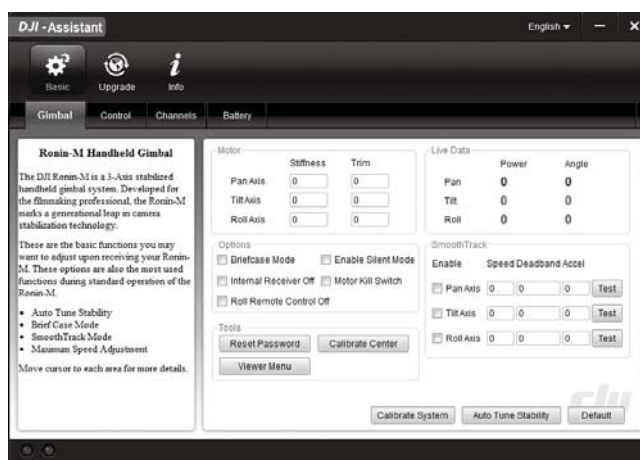 DJI - Assistant
English
Basic
Upgrade
Info
Gimbal
Control
Channels
Battery
Ronin-M Handheld Gimbal
The DJI Ronin-M is a 3-Axis stabilized
handheld gimbal system. Developed for
the filmmaking professional, the Ronin-M
marks a generational leap in camera
stabilization technology.
These are the basic functions you may
want to adjust upon receiving your Ronin-
M. These options are also the most used
functions during standard operation of the
Ronin-M.
• Auto Tune Stability
• Brief Case Mode
• SmoothTrack Mode
• Maximum Speed Adjustment
Move cursor to each area for more details.
Motor
Stiffness Trim
Pan Axis 0 0
Tilt Axis 0 0
Roll Axis 0 0
Options
Briefcase Mode Enable Silent Mode
Internal Receiver Off Motor Kill Switch
Roll Remote Control Off
Tools
Reset Password Calibrate Center
Viewer Menu
Live Data
Power Angle
Pan 0 0
Tilt 0 0
Roll 0 0
SmoothTrack
Enable Speed Deadband Accel
Pan Axis 0 0 0 Test
Tilt Axis 0 0 0 Test
Roll Axis 0 0 0 Test
dji
Calibrate System Auto Tune Stability Default